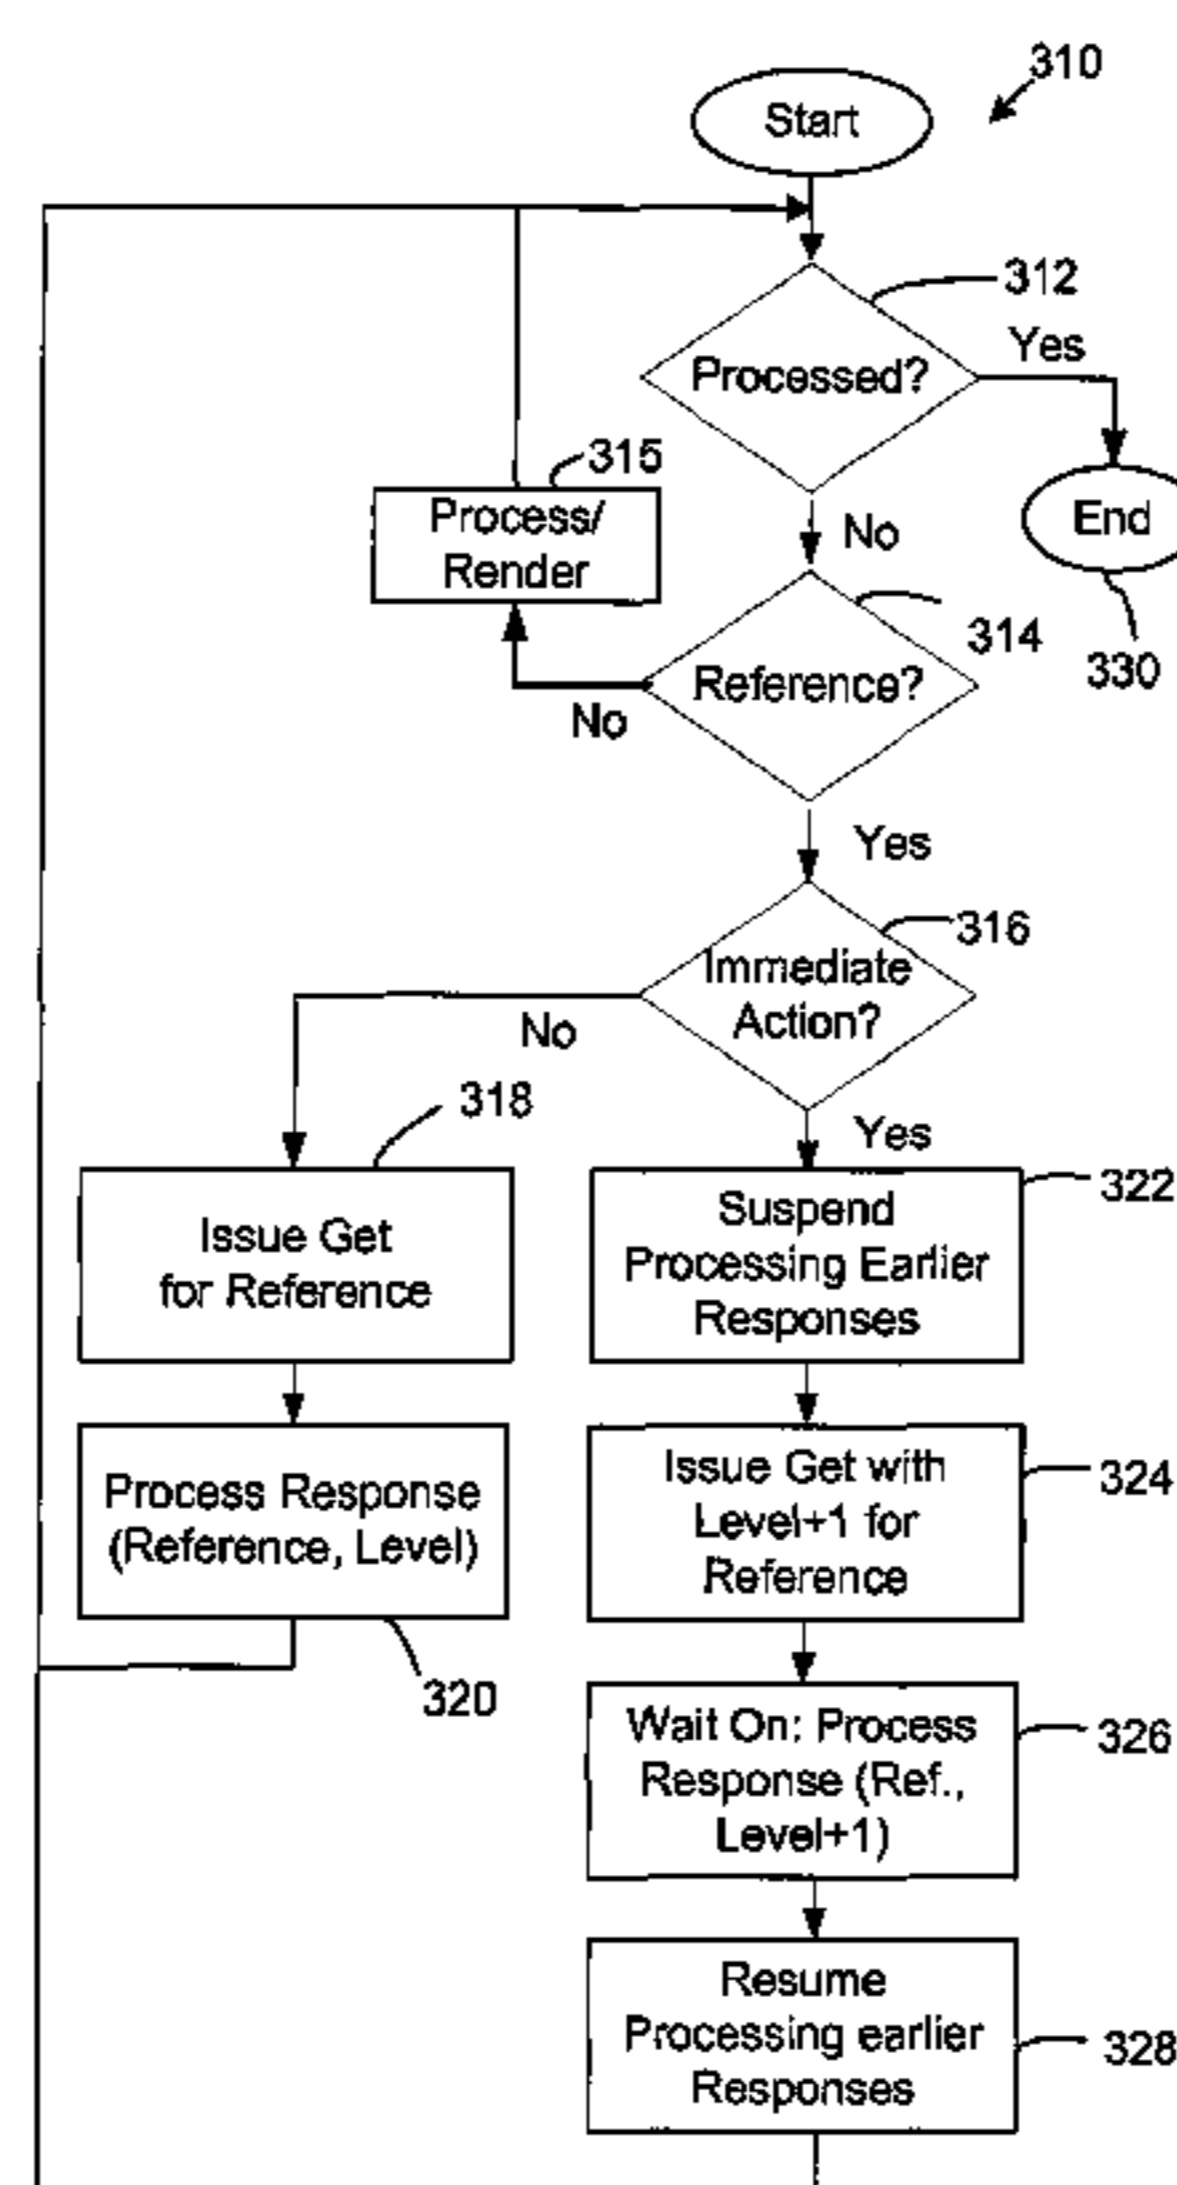 310
Start
312
Processed?
Yes
315
Process/
Render
No
End
314
Reference?
330
No
Yes
316
Immediate
Action?
No
318
Yes
322
Issue Get
for Reference
Suspend
Processing Earlier
Responses
Process Response
(Reference, Level)
324
Issue Get with
Level+1 for
Reference
320
326
Wait On: Process
Response (Ref.,
Level+1)
328
Resume
Processing earlier
Responses